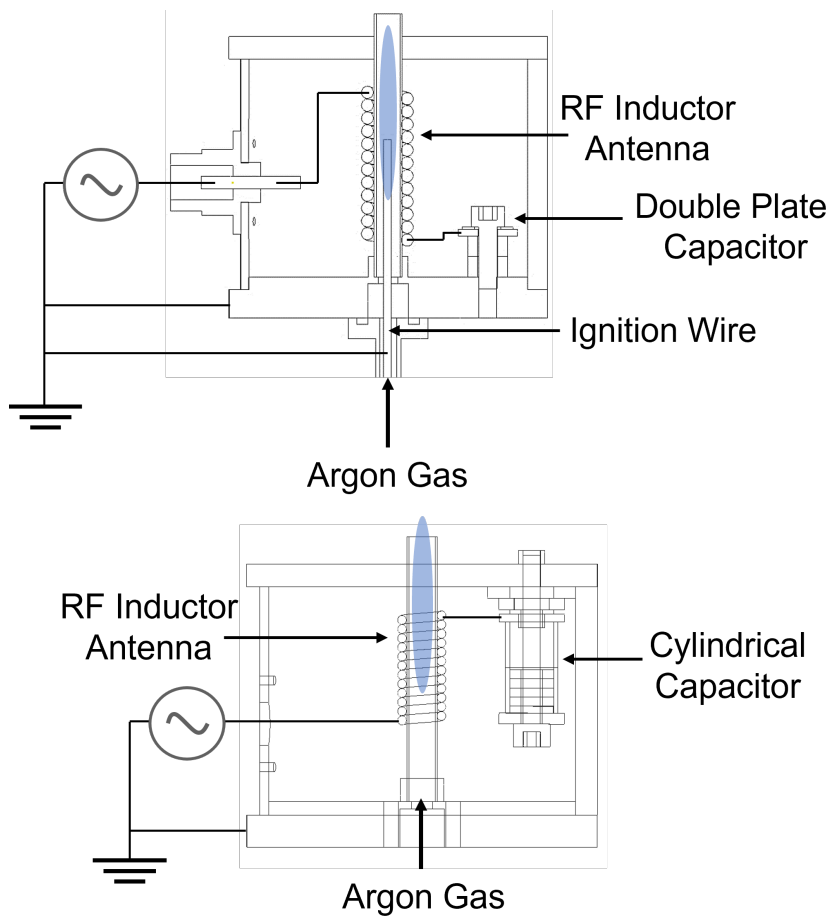 RF Inductor
Antenna
Double Plate
Capacitor
Ignition Wire
Argon Gas
RF Inductor
Antenna
Cylindrical
Capacitor
Argon Gas